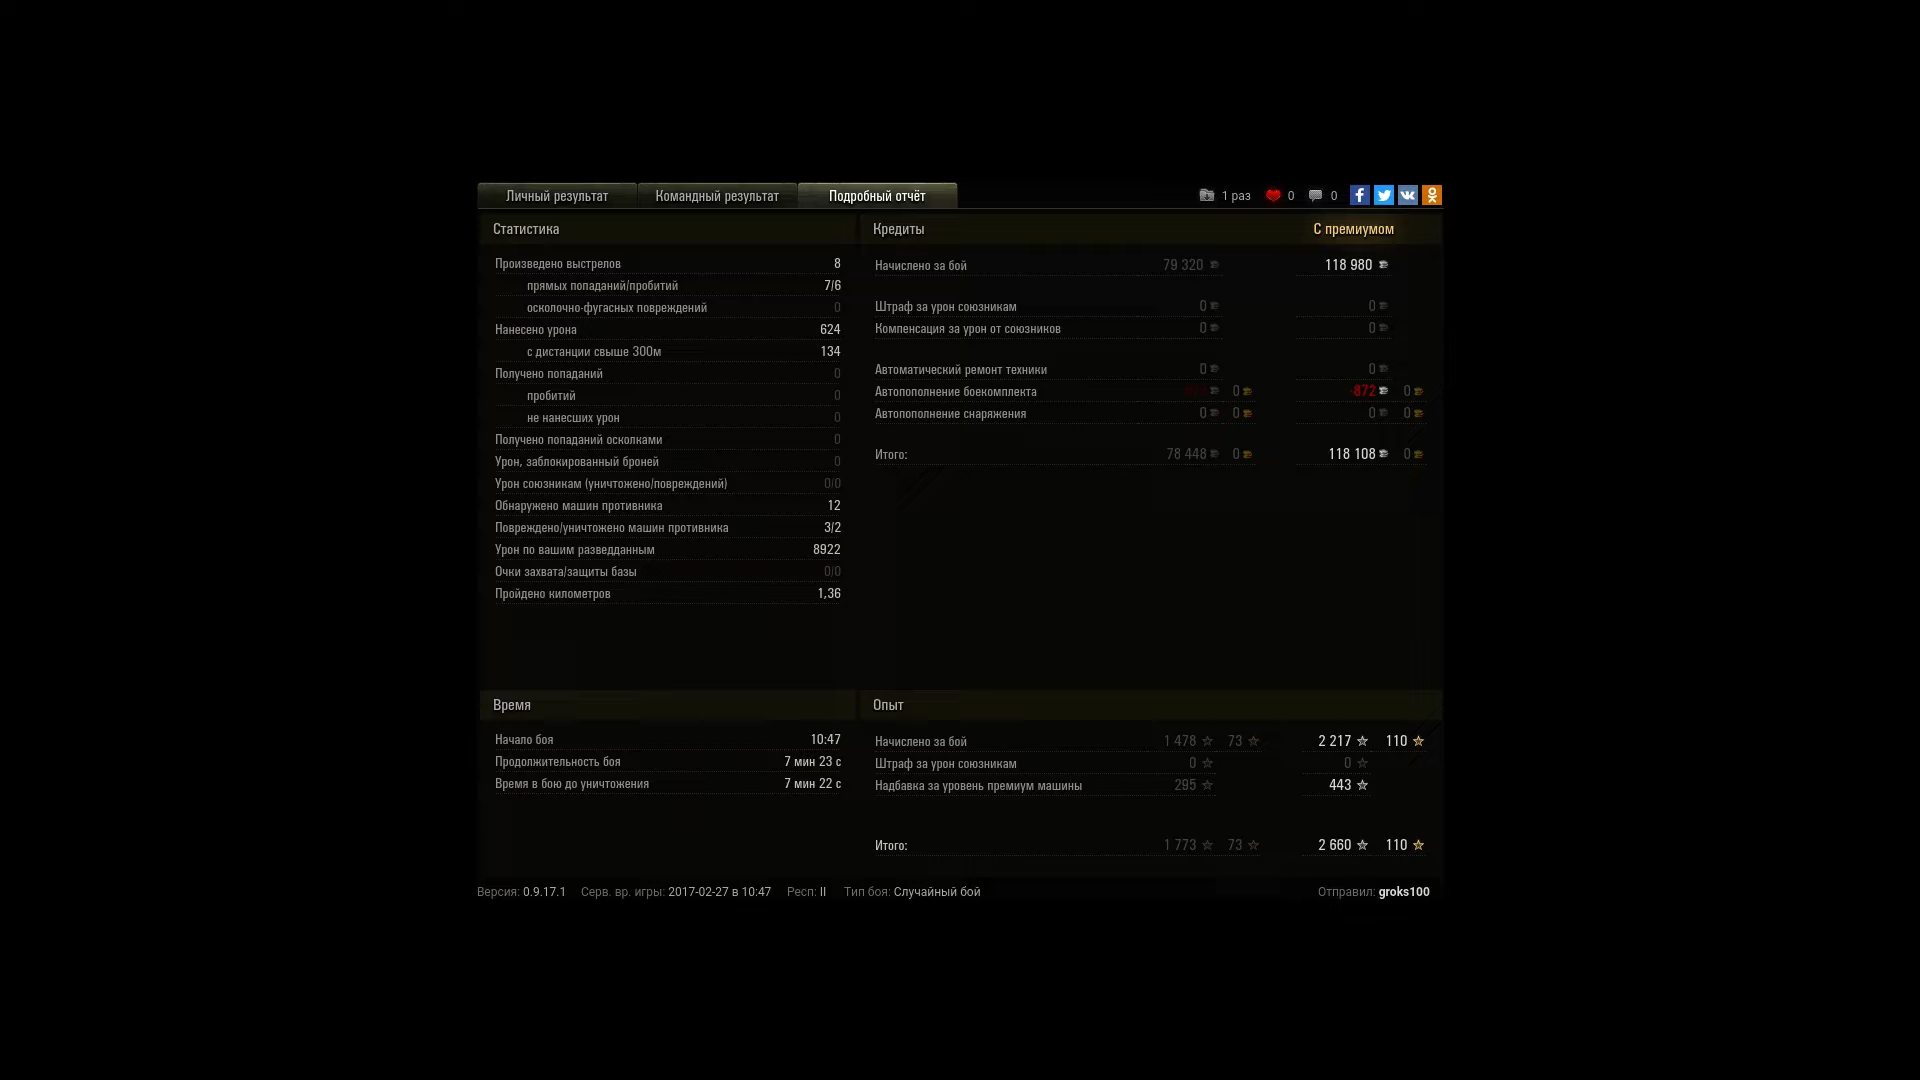 Личный результат Командный результат Подробный отчёт 1 раз 0 0
Статистика
Произведено выстрелов 8
прямых попаданий/пробитий 7/6
осколочно-фугасных повреждений 0
Нанесено урона 624
с дистанции свыше 300м 134
Получено попаданий 0
пробитий 0
не нанесших урон 0
Получено попаданий осколками 0
Урон, заблокированный броней 0
Урон союзникам (уничтожено/повреждений) 0/0
Обнаружено машин противника 12
Повреждено/уничтожено машин противника 3/2
Урон по вашим разведданным 8922
Очки захвата/защиты базы 0/0
Пройдено километров 1,36
Кредиты С премиумом
Начислено за бой 79 320 118 980
Штраф за урон союзникам 0 0
Компенсация за урон от союзников 0 0
Автоматический ремонт техники 0 0
Автопополнение боекомплекта 0 -872 0
Автопополнение снаряжения 0 0 0 0
Итого: 78 448 0 118 108 0
Время
Начало боя 10:47
Продолжительность боя 7 мин 23 с
Время в бою до уничтожения 7 мин 22 с
Опыт
Начислено за бой 1 478 73 2 217 110
Штраф за урон союзникам 0 0
Надбавка за уровень премиум машины 295 443
Итого: 1 773 73 2 660 110
Версия: 0.9.17.1 Серв. вр. игры: 2017-02-27 в 10:47 Респ: II Тип боя: Случайный бой Отправил: groks100